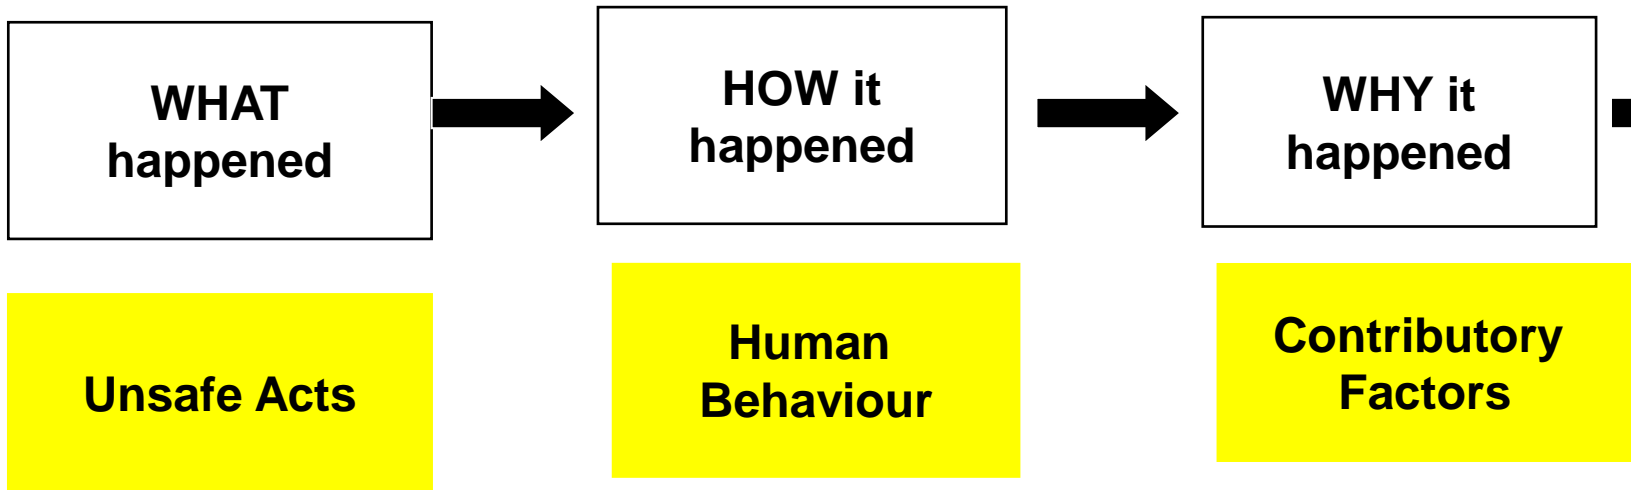 WHAT
happened
HOW it
happened
WHY it
happened
Unsafe Acts
Human
Behaviour
Contributory
Factors